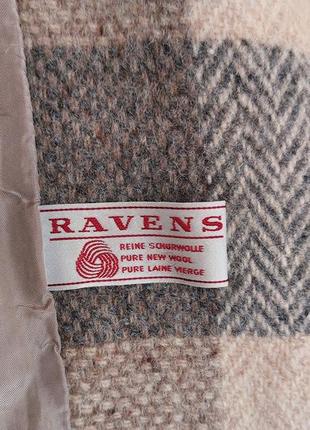 RAVENS
REINE SCHURWOLLE
PURE NEW WOOL
PURE LAINE VIERGE